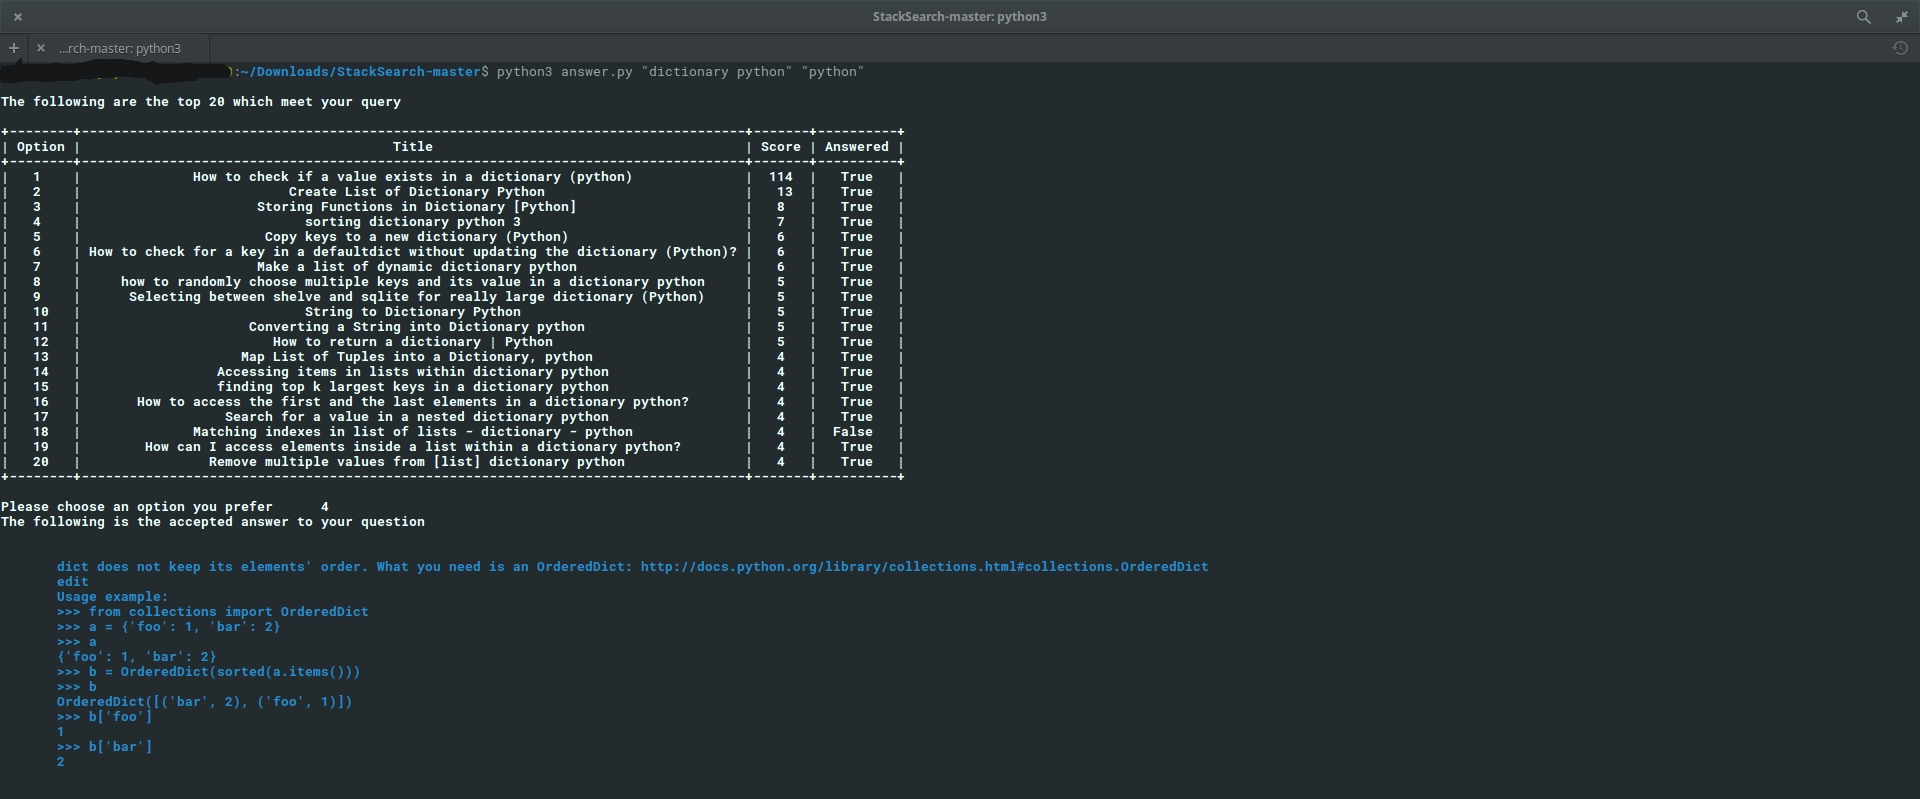 StackSearch-master: python3
...rch-master: python3
:~/Downloads/StackSearch-master$ python3 answer.py "dictionary python" "python"
The following are the top 20 which meet your query
+--------+-----------------------------------------------------------------------------------+-------+----------+
| Option | Title | Score | Answered |
+--------+-----------------------------------------------------------------------------------+-------+----------+
| 1 | How to check if a value exists in a dictionary (python) | 114 | True |
| 2 | Create List of Dictionary Python | 13 | True |
| 3 | Storing Functions in Dictionary [Python] | 8 | True |
| 4 | sorting dictionary python 3 | 7 | True |
| 5 | Copy keys to a new dictionary (Python) | 6 | True |
| 6 | How to check for a key in a defaultdict without updating the dictionary (Python)? | 6 | True |
| 7 | Make a list of dynamic dictionary python | 6 | True |
| 8 | how to randomly choose multiple keys and its value in a dictionary python | 5 | True |
| 9 | Selecting between shelve and sqlite for really large dictionary (Python) | 5 | True |
| 10 | String to Dictionary Python | 5 | True |
| 11 | Converting a String into Dictionary python | 5 | True |
| 12 | How to return a dictionary | Python | 5 | True |
| 13 | Map List of Tuples into a Dictionary, python | 4 | True |
| 14 | Accessing items in lists within dictionary python | 4 | True |
| 15 | finding top k largest keys in a dictionary python | 4 | True |
| 16 | How to access the first and the last elements in a dictionary python? | 4 | True |
| 17 | Search for a value in a nested dictionary python | 4 | True |
| 18 | Matching indexes in list of lists - dictionary - python | 4 | False |
| 19 | How can I access elements inside a list within a dictionary python? | 4 | True |
| 20 | Remove multiple values from [list] dictionary python | 4 | True |
+--------+-----------------------------------------------------------------------------------+-------+----------+
Please choose an option you prefer 4
The following is the accepted answer to your question
dict does not keep its elements' order. What you need is an OrderedDict: http://docs.python.org/library/collections.html#collections.OrderedDict
edit
Usage example:
>>> from collections import OrderedDict
>>> a = {'foo': 1, 'bar': 2}
>>> a
{'foo': 1, 'bar': 2}
>>> b = OrderedDict(sorted(a.items()))
>>> b
OrderedDict([('bar', 2), ('foo', 1)])
>>> b['foo']
1
>>> b['bar']
2